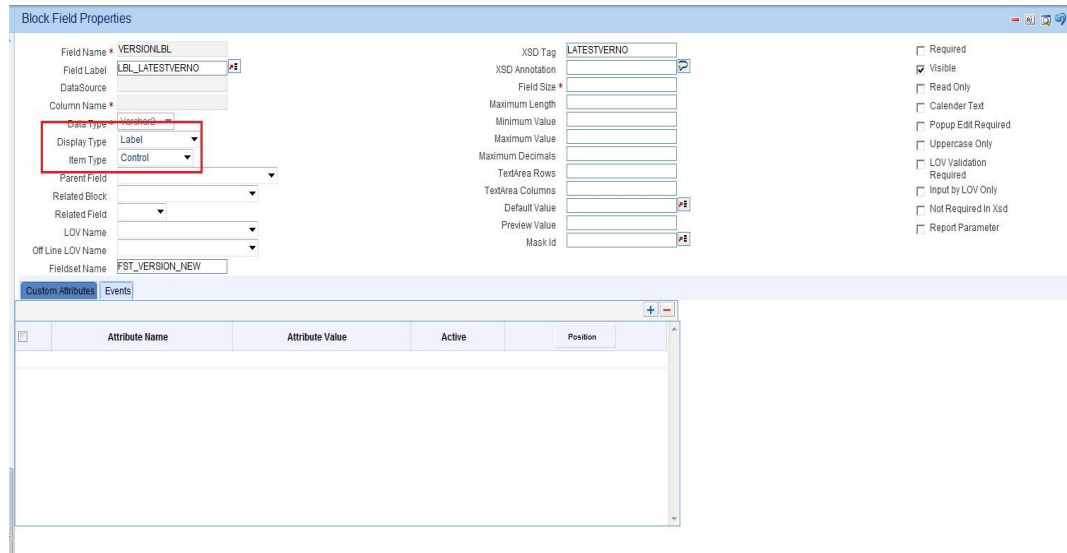 Block Field Properties
Field Name * VERSIONLBL
Field Label LBL_LATESTVERNO
DataSource
Column Name *
Data Type * Varchar2
Display Type Label
Item Type Control
Parent Field
Related Block
Related Field
LOV Name
Off Line LOV Name
Fieldset Name FST_VERSION_NEW
XSD Tag LATESTVERNO
XSD Annotation
Field Size *
Maximum Length
Minimum Value
Maximum Value
Maximum Decimals
TextArea Rows
TextArea Columns
Default Value
Preview Value
Mask Id
Required
Visible
Read Only
Calender Text
Popup Edit Required
Uppercase Only
LOV Validation
Required
Input by LOV Only
Not Required In Xsd
Report Parameter
Custom Attributes Events
Attribute Name Attribute Value Active Position